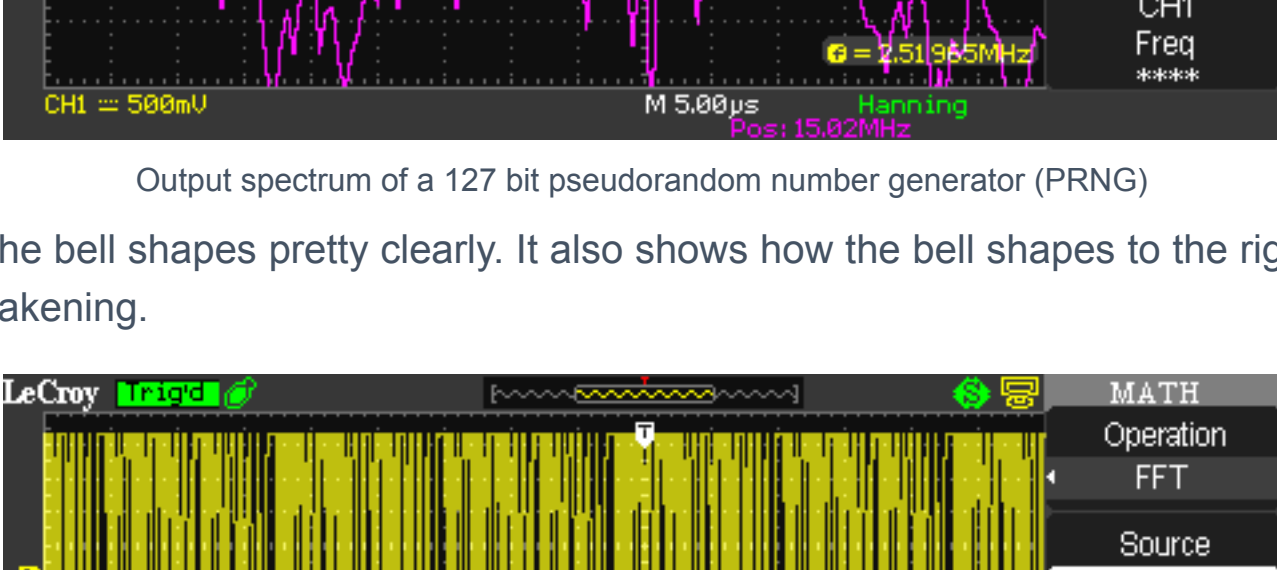 CH1
Freq
f = 2.51965MHz
****
CH1 500mV M 5.00µs Hanning
Pos: 15.02MHz
Output spectrum of a 127 bit pseudorandom number generator (PRNG)
he bell shapes pretty clearly. It also shows how the bell shapes to the rig
akening.
LeCroy Trig'd S MATH
T
Operation
FFT
Source